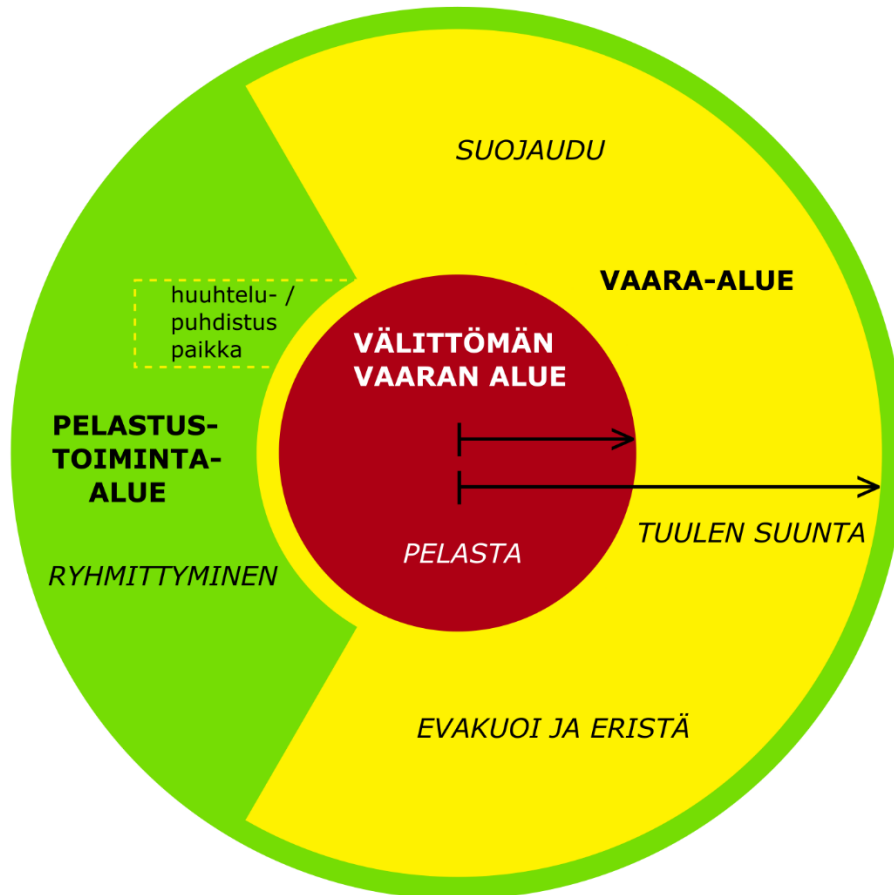 SUOJAUDU
VAARA-ALUE
huuhtelu- /
puhdistus
paikka
VÄLITTÖMÄN
VAARAN ALUE
PELASTUS-
TOIMINTA-
ALUE
TUULEN SUUNTA
PELASTA
RYHMITTYMINEN
EVAKUOI JA ERISTÄ